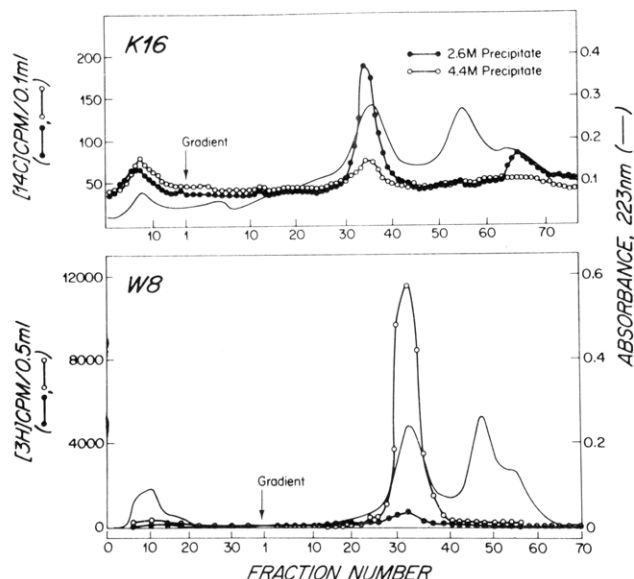 K16
2.6M Precipitate
4.4M Precipitate
Gradient
200
150
100
50
0.4
0.3
0.2
0.1
10 1 10 20 30 40 50 60 70
[14C]CPM/0.1ml
( , )
W8
Gradient
12000
8000
4000
0
0.6
0.4
0.2
0
0 10 20 30 1 10 20 30 40 50 60 70
[3H]CPM/0.5ml
( , )
ABSORBANCE, 223nm (—)
FRACTION NUMBER